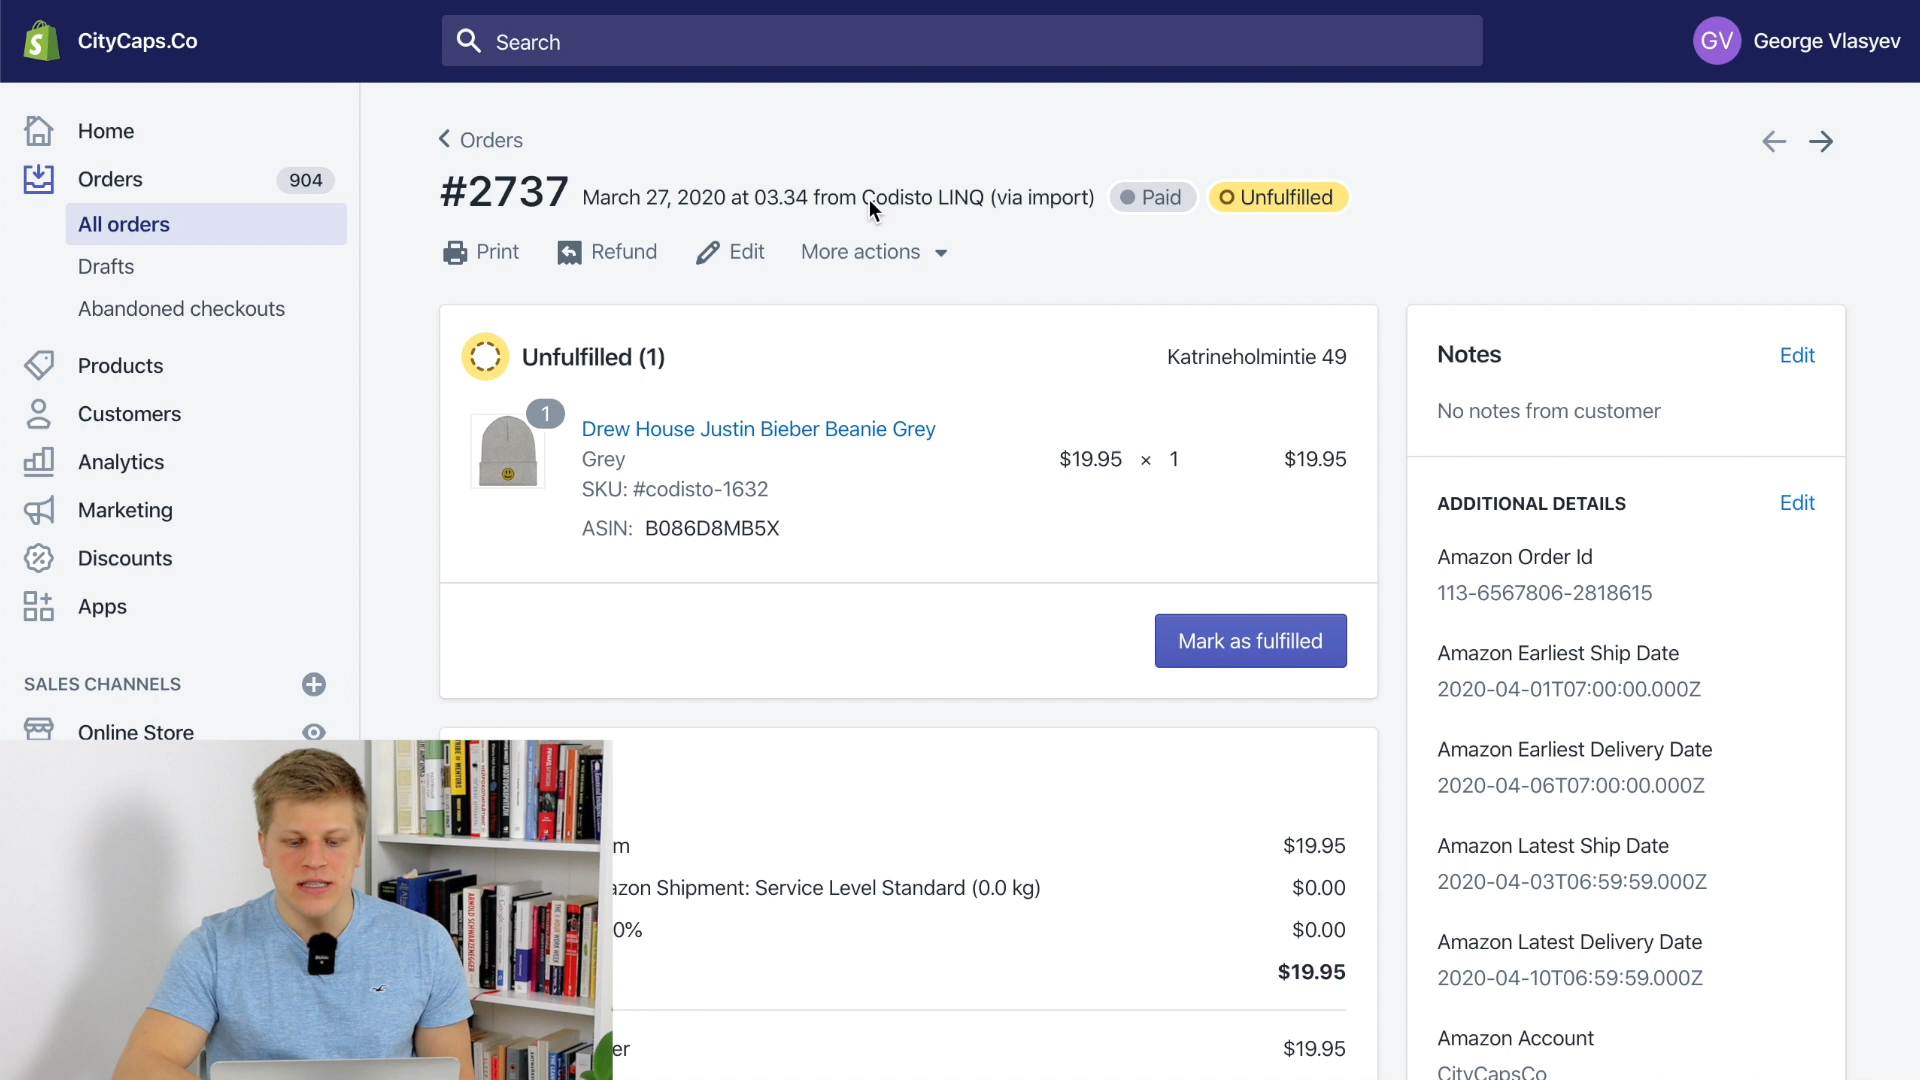 CityCaps.Co
Search
GV George Vlasyev
Home
Orders 904
All orders
Drafts
Abandoned checkouts
Products
Customers
Analytics
Marketing
Discounts
Apps
SALES CHANNELS
Online Store
Orders
#2737 March 27, 2020 at 03.34 from Codisto LINQ (via import) Paid Unfulfilled
Print Refund Edit More actions
Unfulfilled (1) Katrineholmintie 49
1
Drew House Justin Bieber Beanie Grey
Grey $19.95 × 1 $19.95
SKU: #codisto-1632
ASIN: B086D8MB5X
Mark as fulfilled
m $19.95
azon Shipment: Service Level Standard (0.0 kg) $0.00
0% $0.00
$19.95
er $19.95
Notes Edit
No notes from customer
ADDITIONAL DETAILS Edit
Amazon Order Id
113-6567806-2818615
Amazon Earliest Ship Date
2020-04-01T07:00:00.000Z
Amazon Earliest Delivery Date
2020-04-06T07:00:00.000Z
Amazon Latest Ship Date
2020-04-03T06:59:59.000Z
Amazon Latest Delivery Date
2020-04-10T06:59:59.000Z
Amazon Account
CityCapsCo
TRIBE OF MENTORS
ARNOLD SCHWARZENEGGER